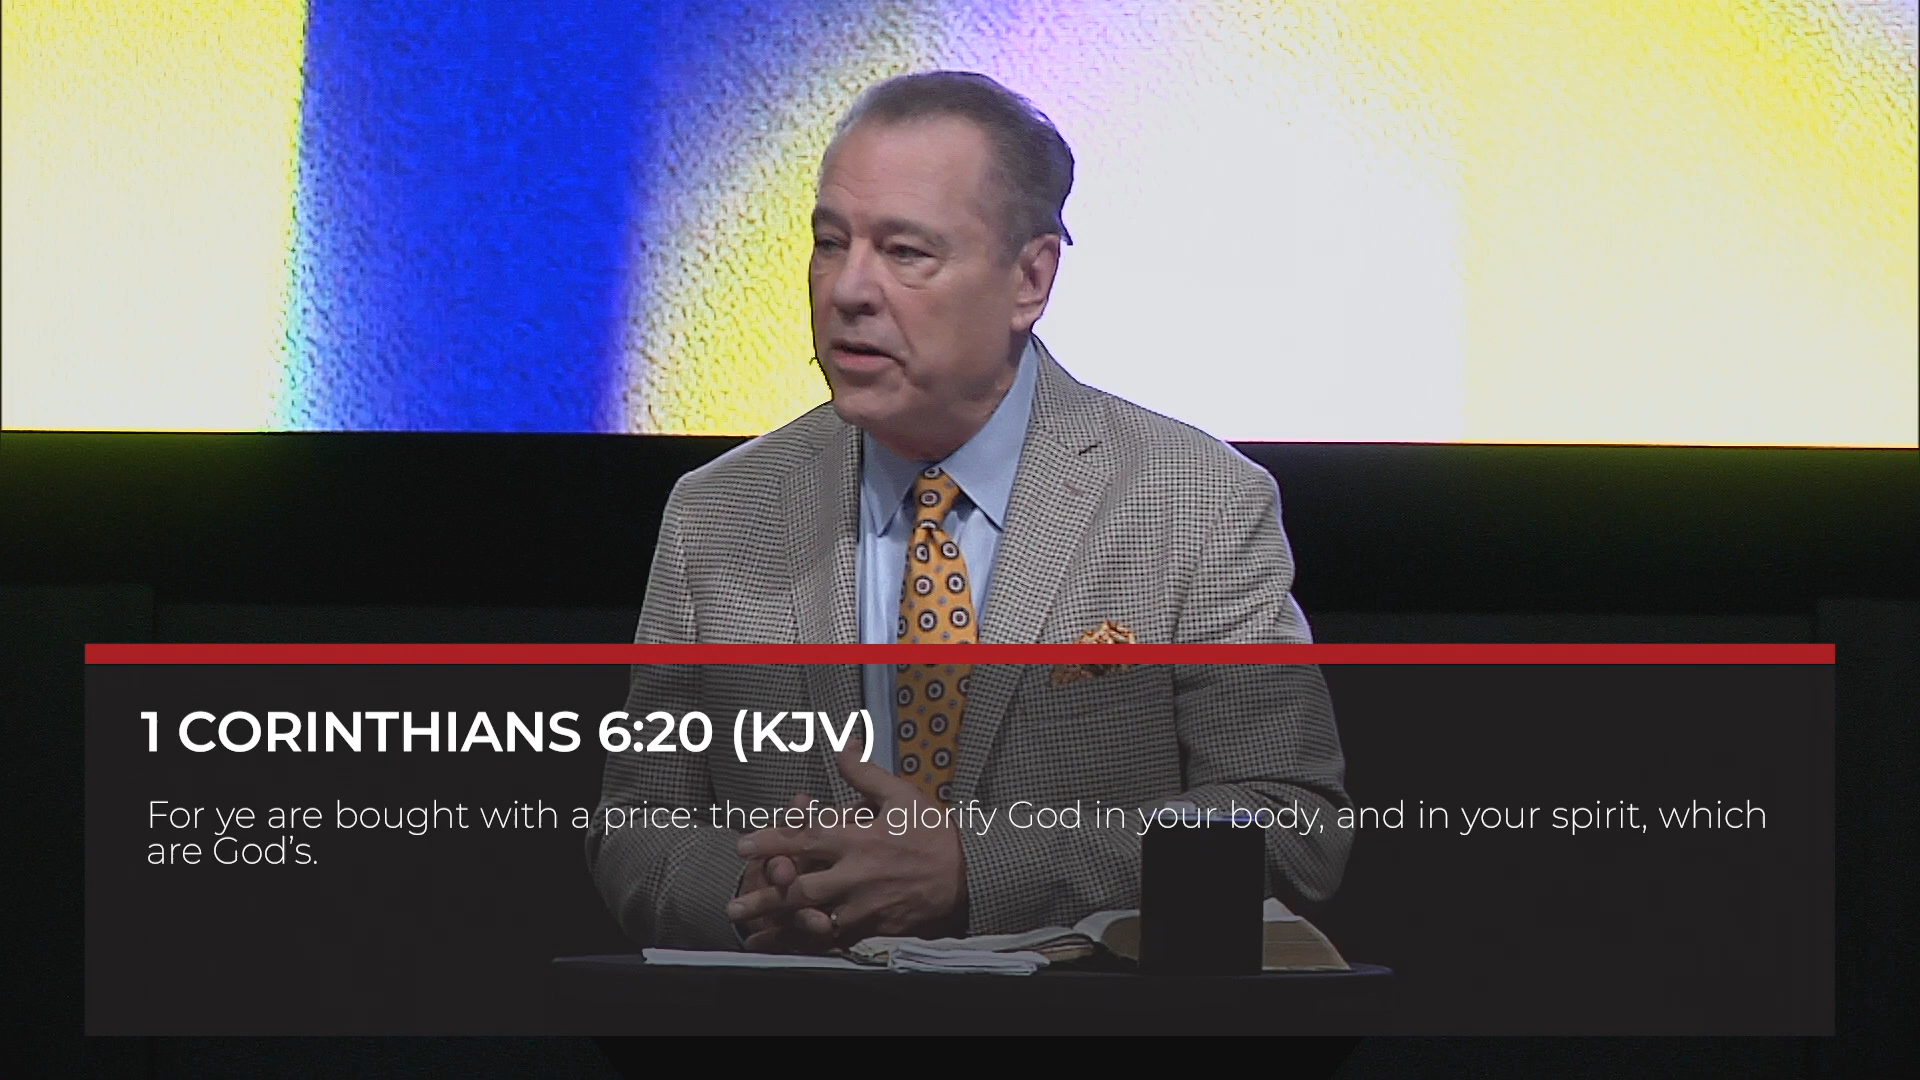 1 CORINTHIANS 6:20 (KJV)
For ye are bought with a price: therefore glorify God in your body, and in your spirit, which
are God’s.